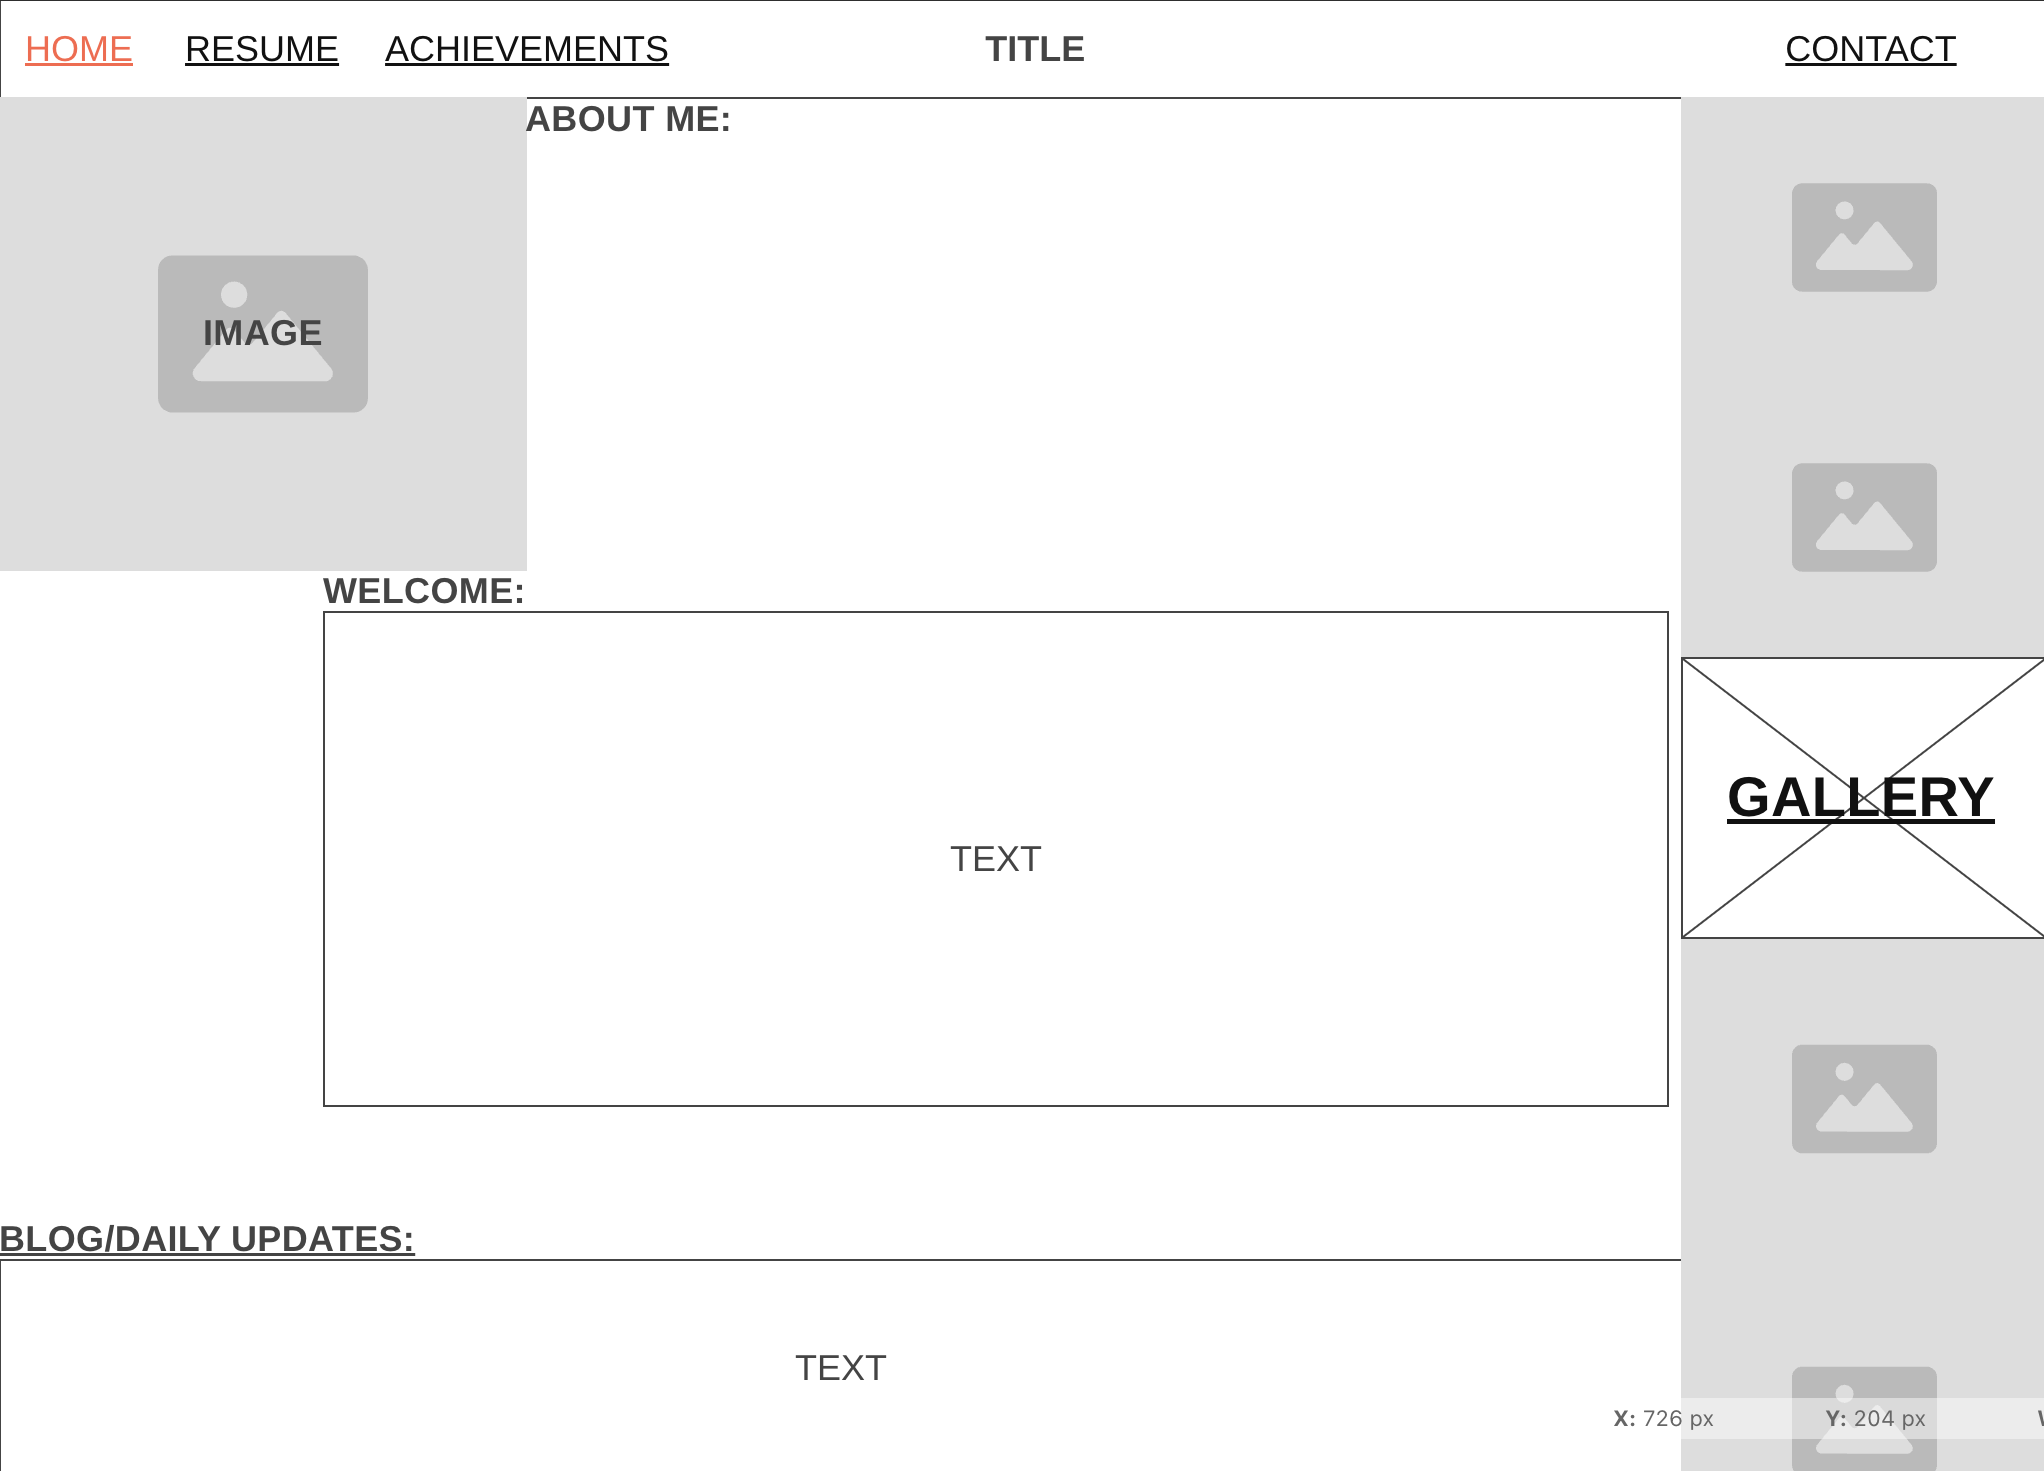 HOME RESUME ACHIEVEMENTS TITLE CONTACT
ABOUT ME:
IMAGE
WELCOME:
GALLERY
TEXT
BLOG/DAILY UPDATES:
TEXT
X: 726 px Y: 204 px